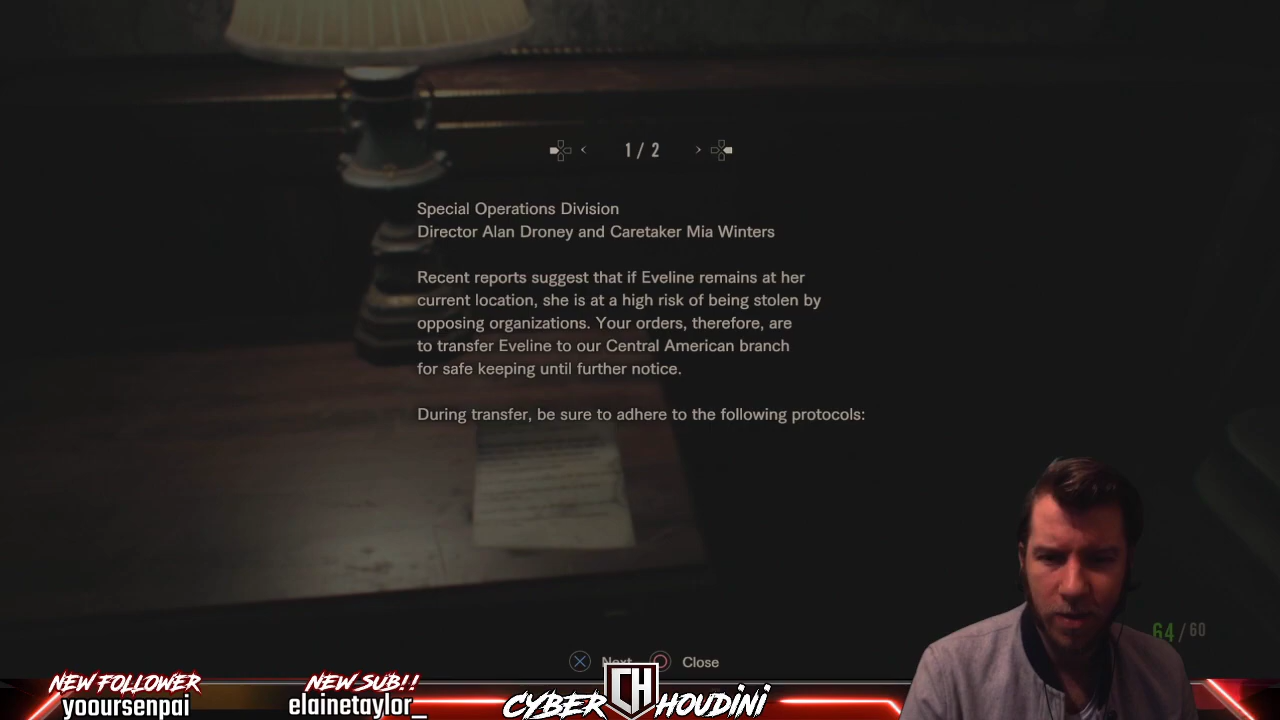 1 / 2
Special Operations Division
Director Alan Droney and Caretaker Mia Winters
Recent reports suggest that if Eveline remains at her
current location, she is at a high risk of being stolen by
opposing organizations. Your orders, therefore, are
to transfer Eveline to our Central American branch
for safe keeping until further notice.
During transfer, be sure to adhere to the following protocols:
64/60
Next Close
NEW FOLLOWER
yooursenpai
NEW SUB!!
elainetaylor_
CYBER CH HOUDINI